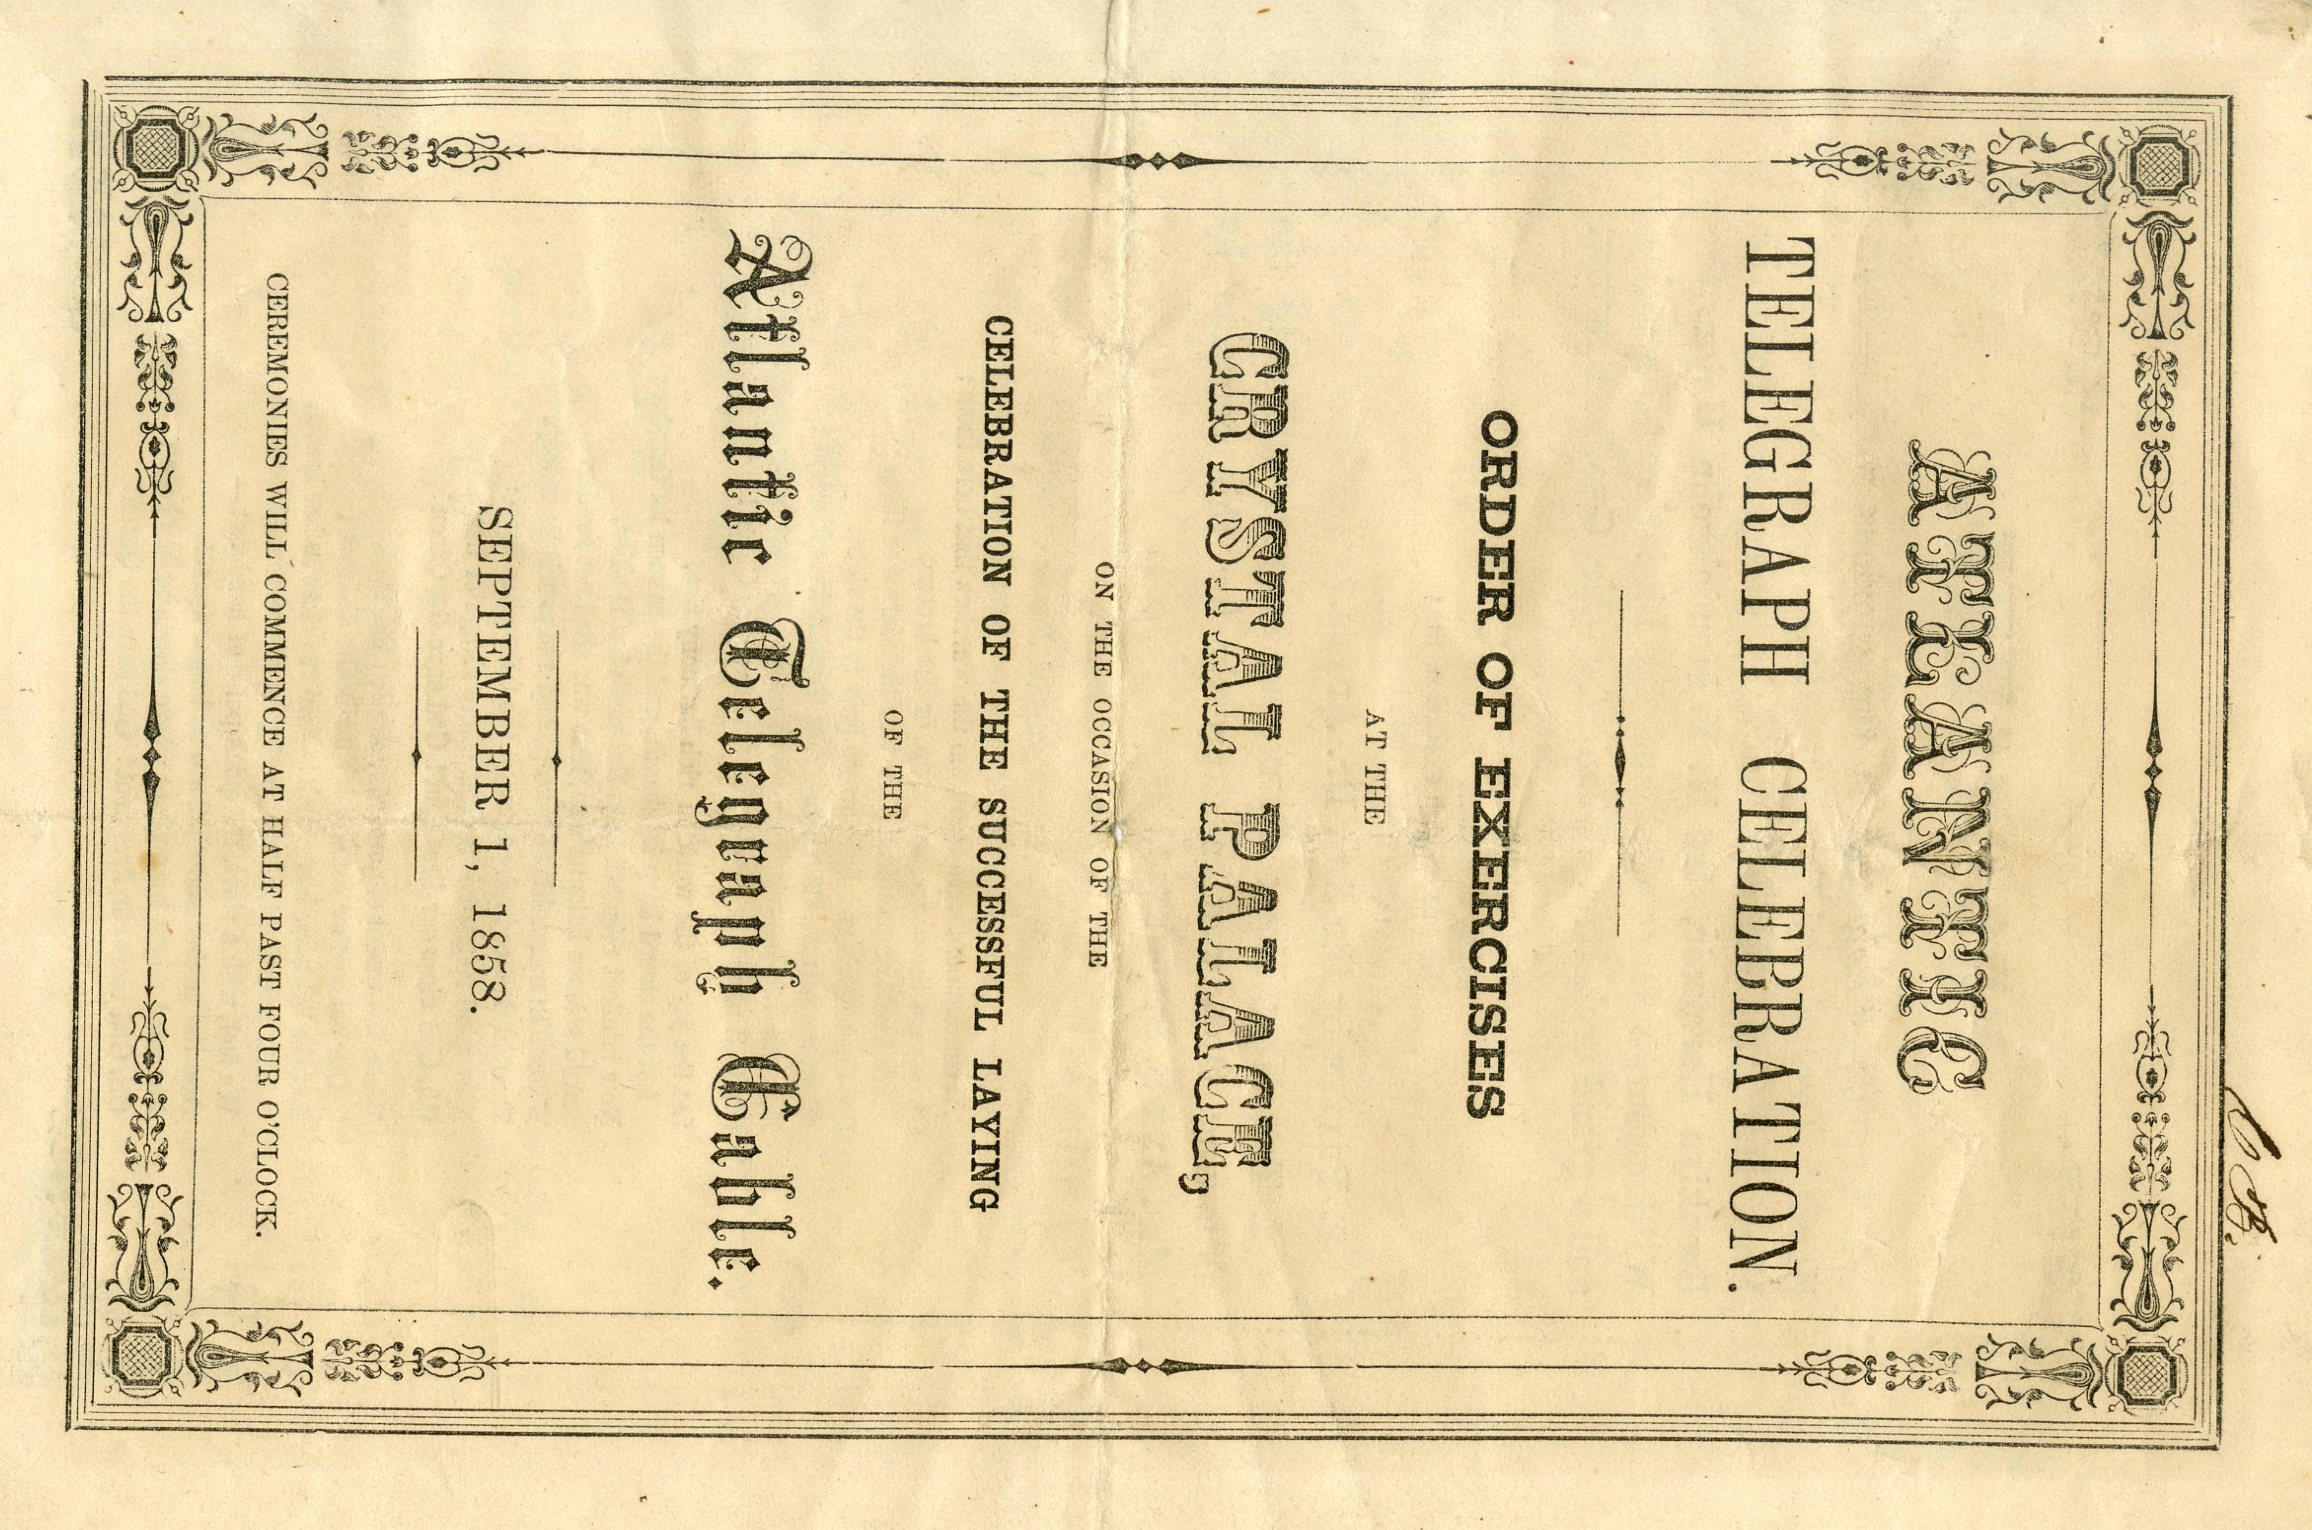 ATLANTIC
TELEGRAPH CELEBRATION.
ORDER OF EXERCISES
AT THE
CRYSTAL PALACE,
ON THE OCCASION OF THE
CELEBRATION OF THE SUCCESSFUL LAYING
OF THE
Atlantic Telegraph Cable.
SEPTEMBER 1, 1858.
CEREMONIES WILL COMMENCE AT HALF PAST FOUR O'CLOCK.